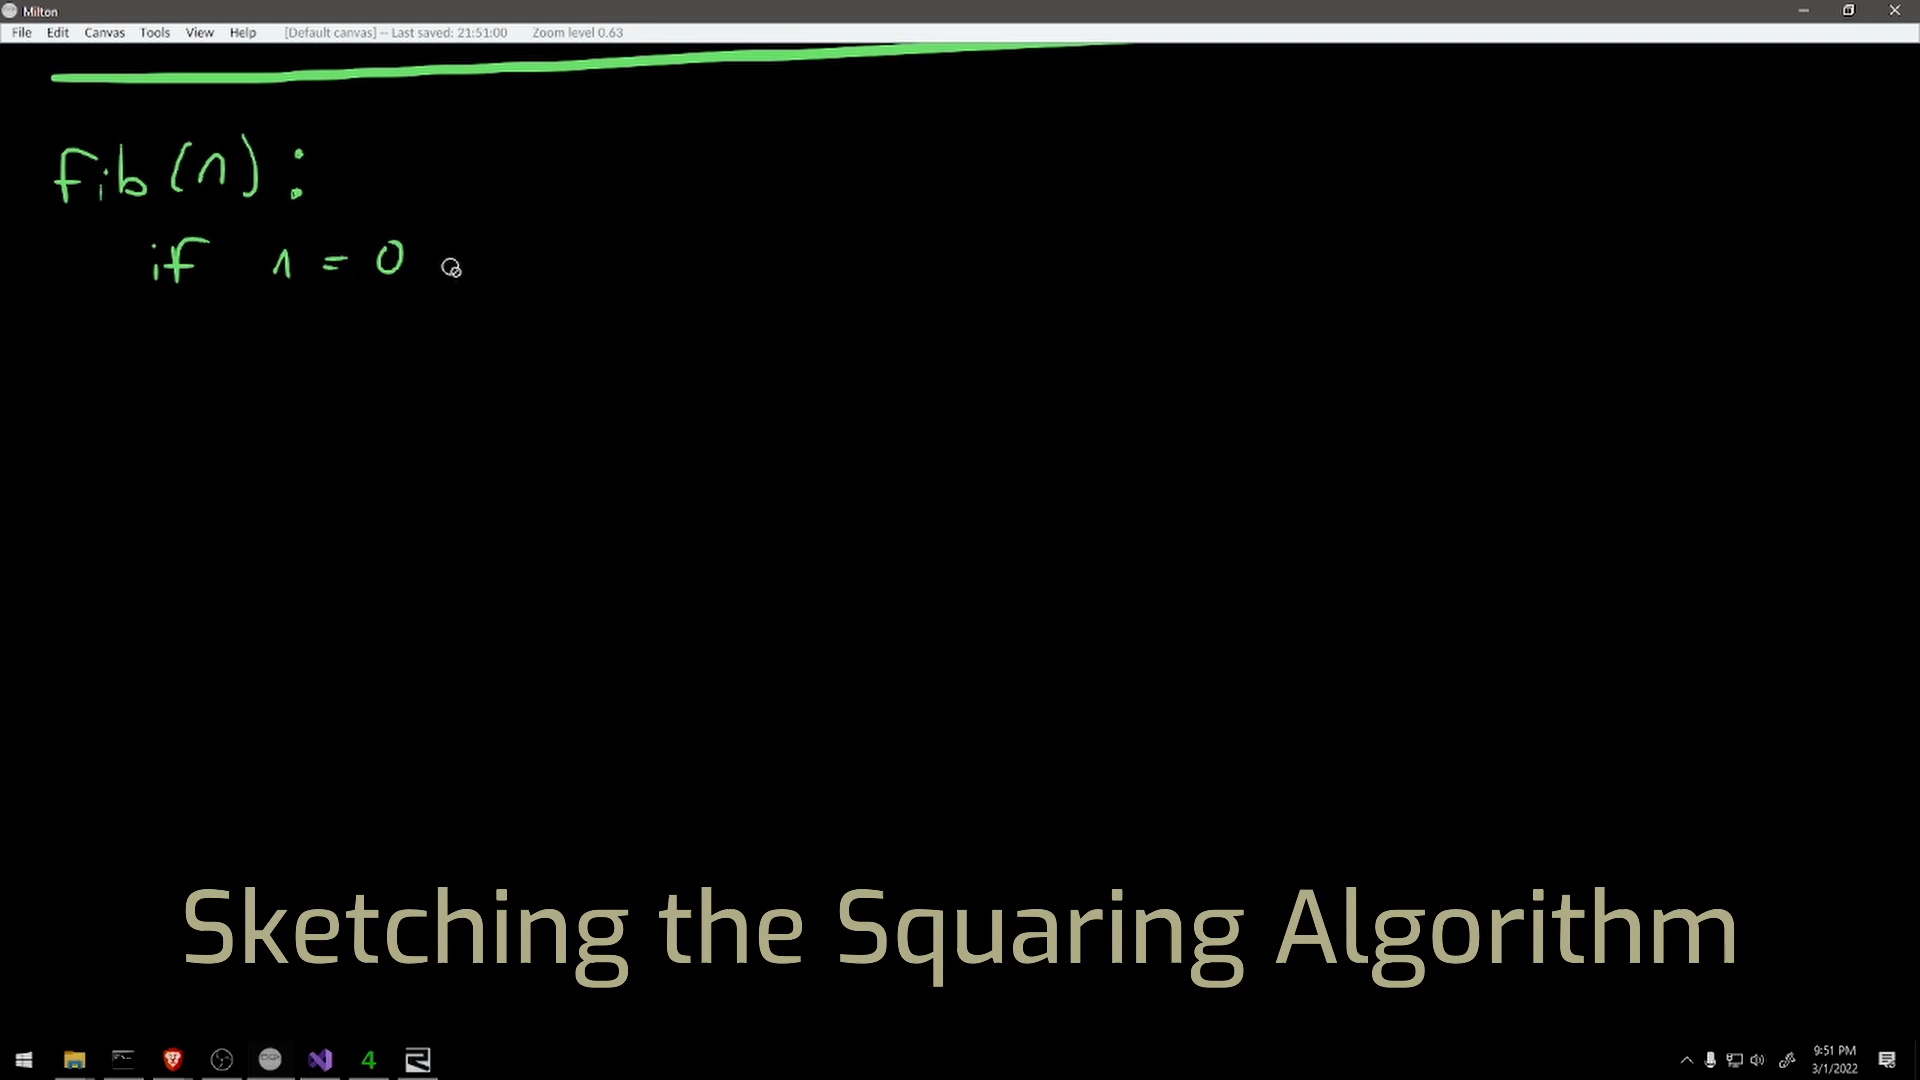 Milton
File Edit Canvas Tools View Help [Default canvas] -- Last saved: 21:51:00 Zoom level 0.63
fib(n):
if n = 0
Sketching the Squaring Algorithm
4
9:51 PM
3/1/2022